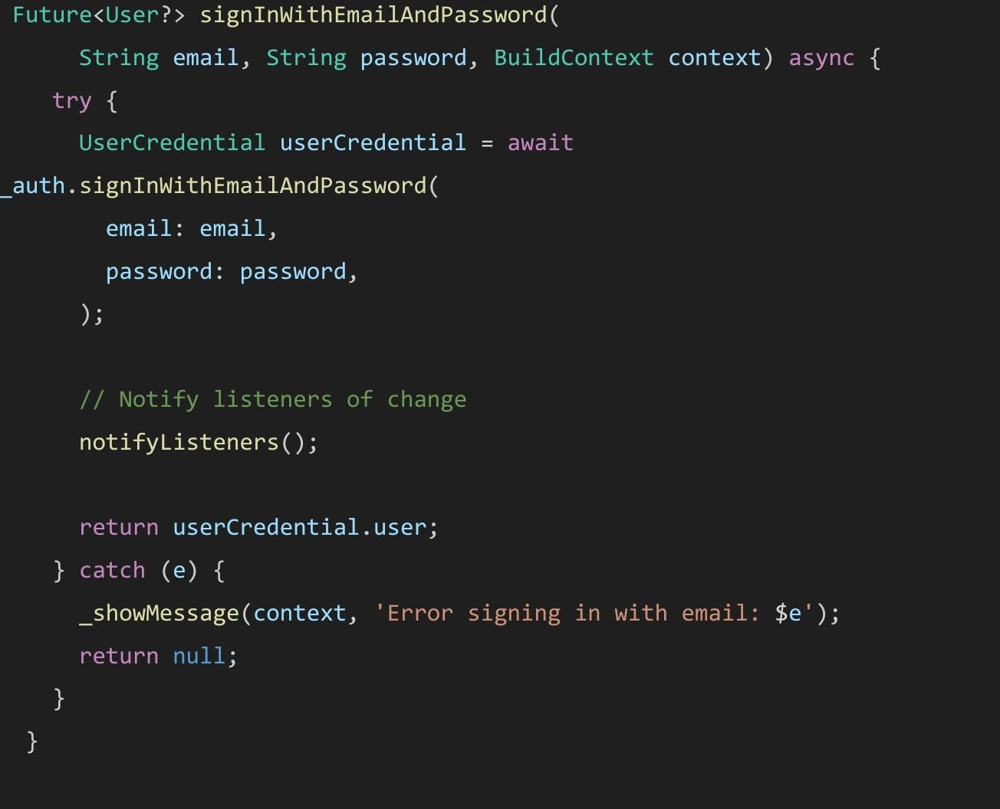 Future<User?> signInWithEmailAndPassword(
String email, String password, BuildContext context) async {
try {
UserCredential userCredential = await
_auth.signInWithEmailAndPassword(
email: email,
password: password,
);
// Notify listeners of change
notifyListeners();
return userCredential.user;
} catch (e) {
_showMessage(context, 'Error signing in with email: $e');
return null;
}
}